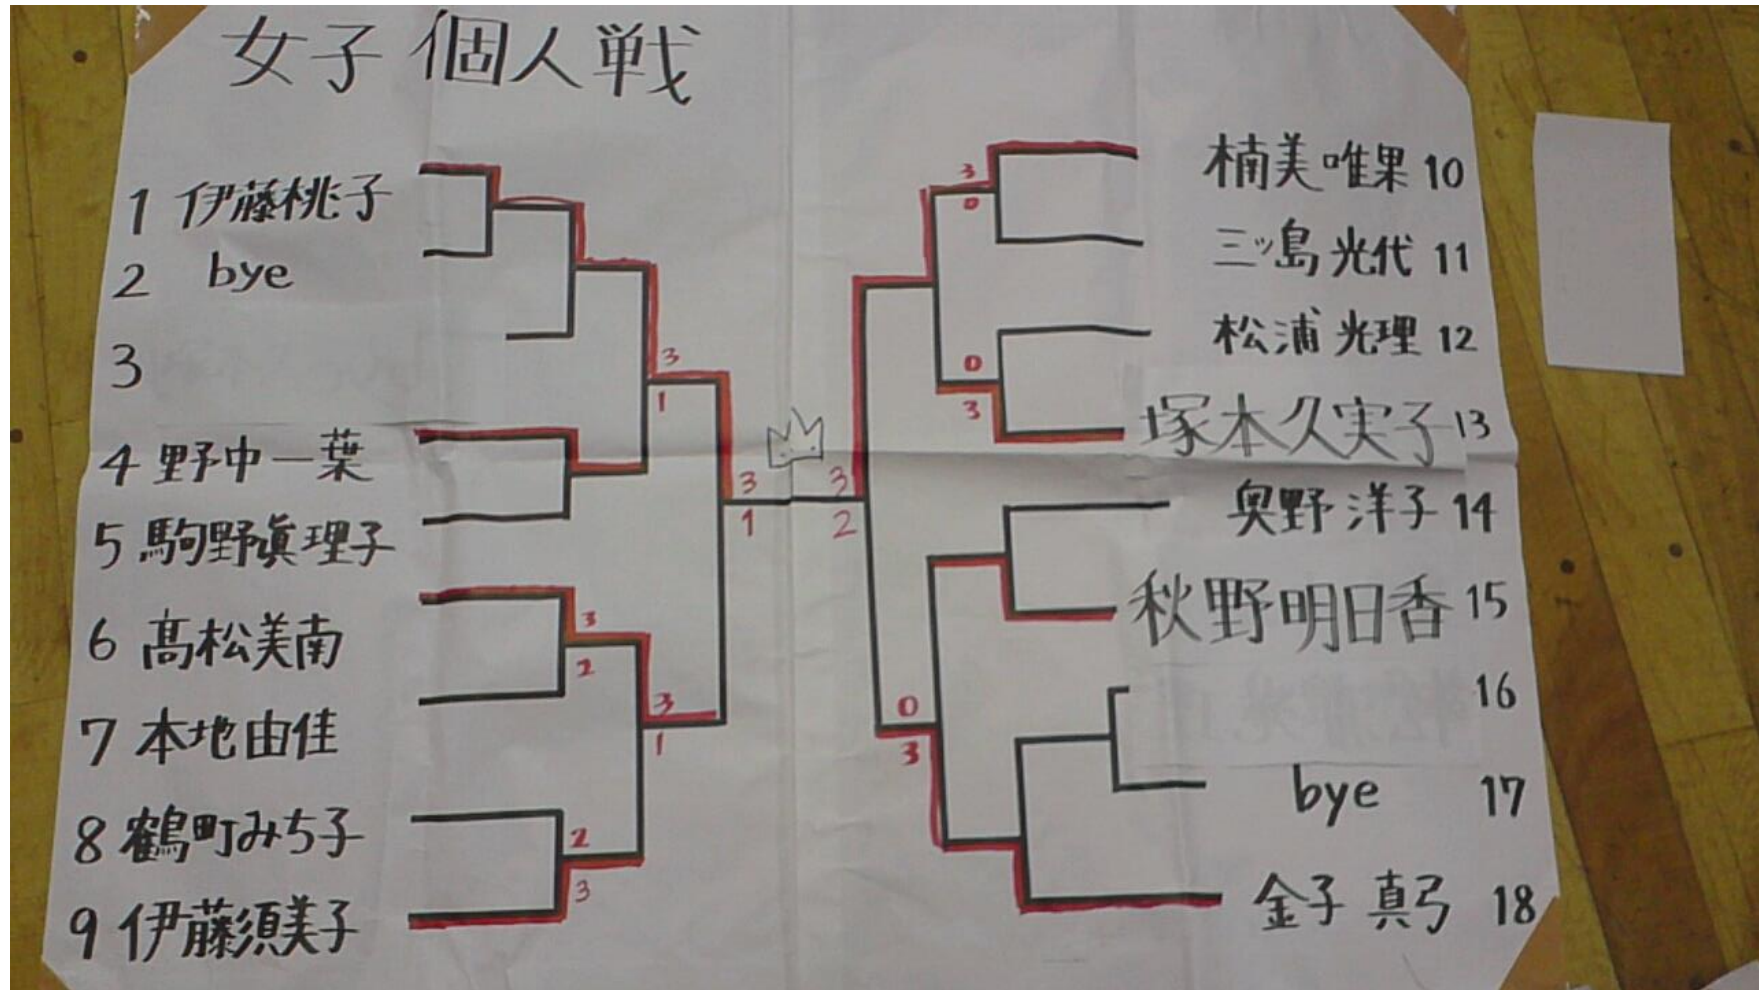 女子 個人戦
1 伊藤桃子
2 bye
3
4 野中一葉
5 駒野眞理子
6 髙松美南
7 本地由佳
8 鶴町みち子
9 伊藤須美子
3
1
3
2
3
1
2
3
3
1
3
2
3
0
0
3
0
3
楠美唯果 10
三ッ島光代 11
松浦光理 12
塚本久実子 13
奥野洋子 14
秋野明日香 15
16
bye 17
金子真弓 18